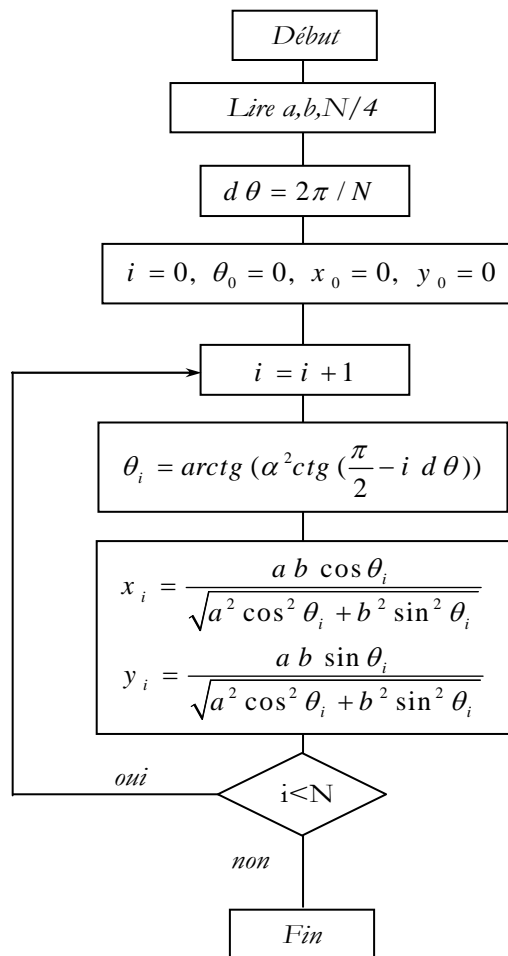 Début
Lire a,b,N/4
d θ = 2π / N
i = 0, θ₀ = 0, x₀ = 0, y₀ = 0
i = i + 1
θᵢ = arctg (α² ctg (π/2 − i d θ))
xᵢ = a b cos θᵢ / √(a² cos² θᵢ + b² sin² θᵢ)
yᵢ = a b sin θᵢ / √(a² cos² θᵢ + b² sin² θᵢ)
oui
i<N
non
Fin